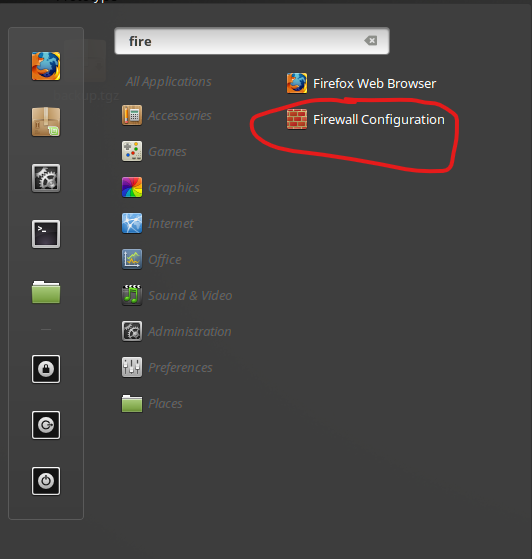 fire
All Applications
Accessories
Games
Graphics
Internet
Office
Sound & Video
Administration
Preferences
Places
Firefox Web Browser
Firewall Configuration